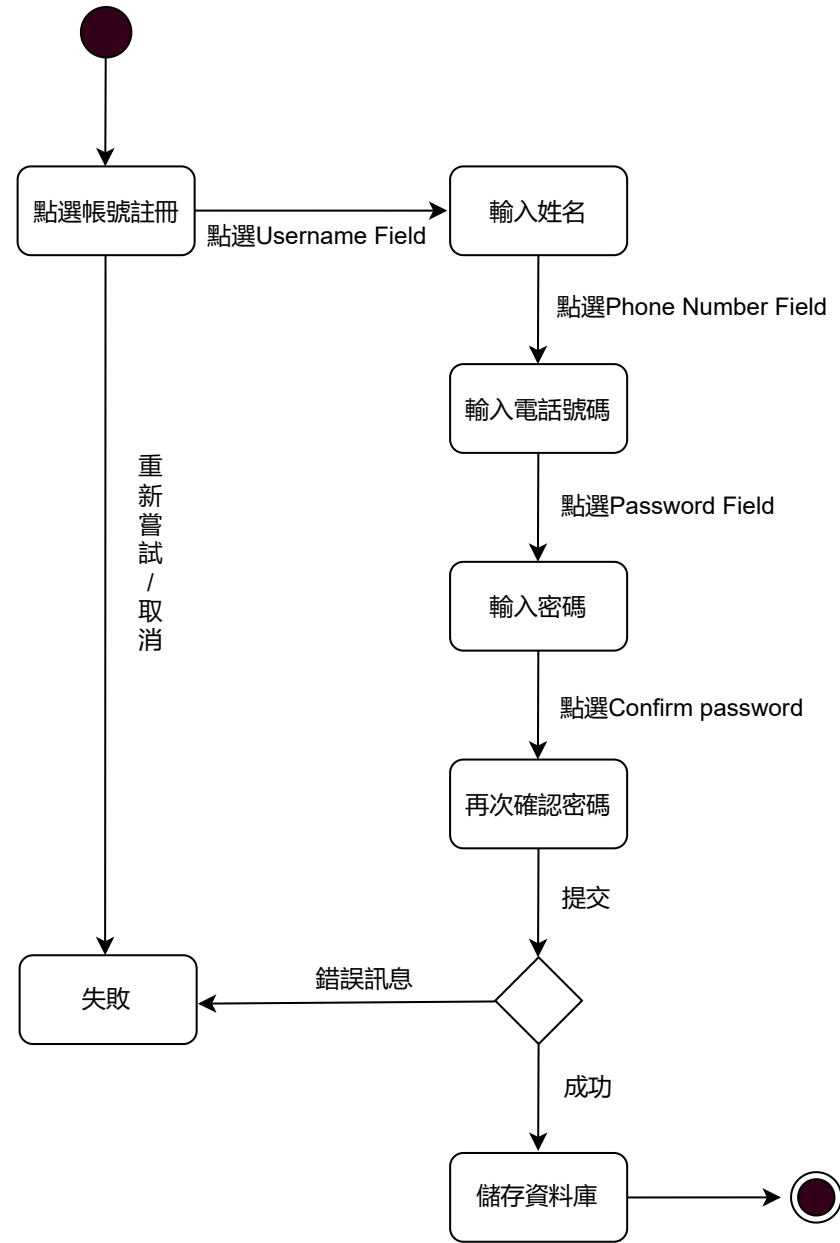 點選帳號註冊
點選Username Field
輸入姓名
點選Phone Number Field
輸入電話號碼
點選Password Field
輸入密碼
點選Confirm password
再次確認密碼
提交
重新嘗試/取消
錯誤訊息
失敗
成功
儲存資料庫